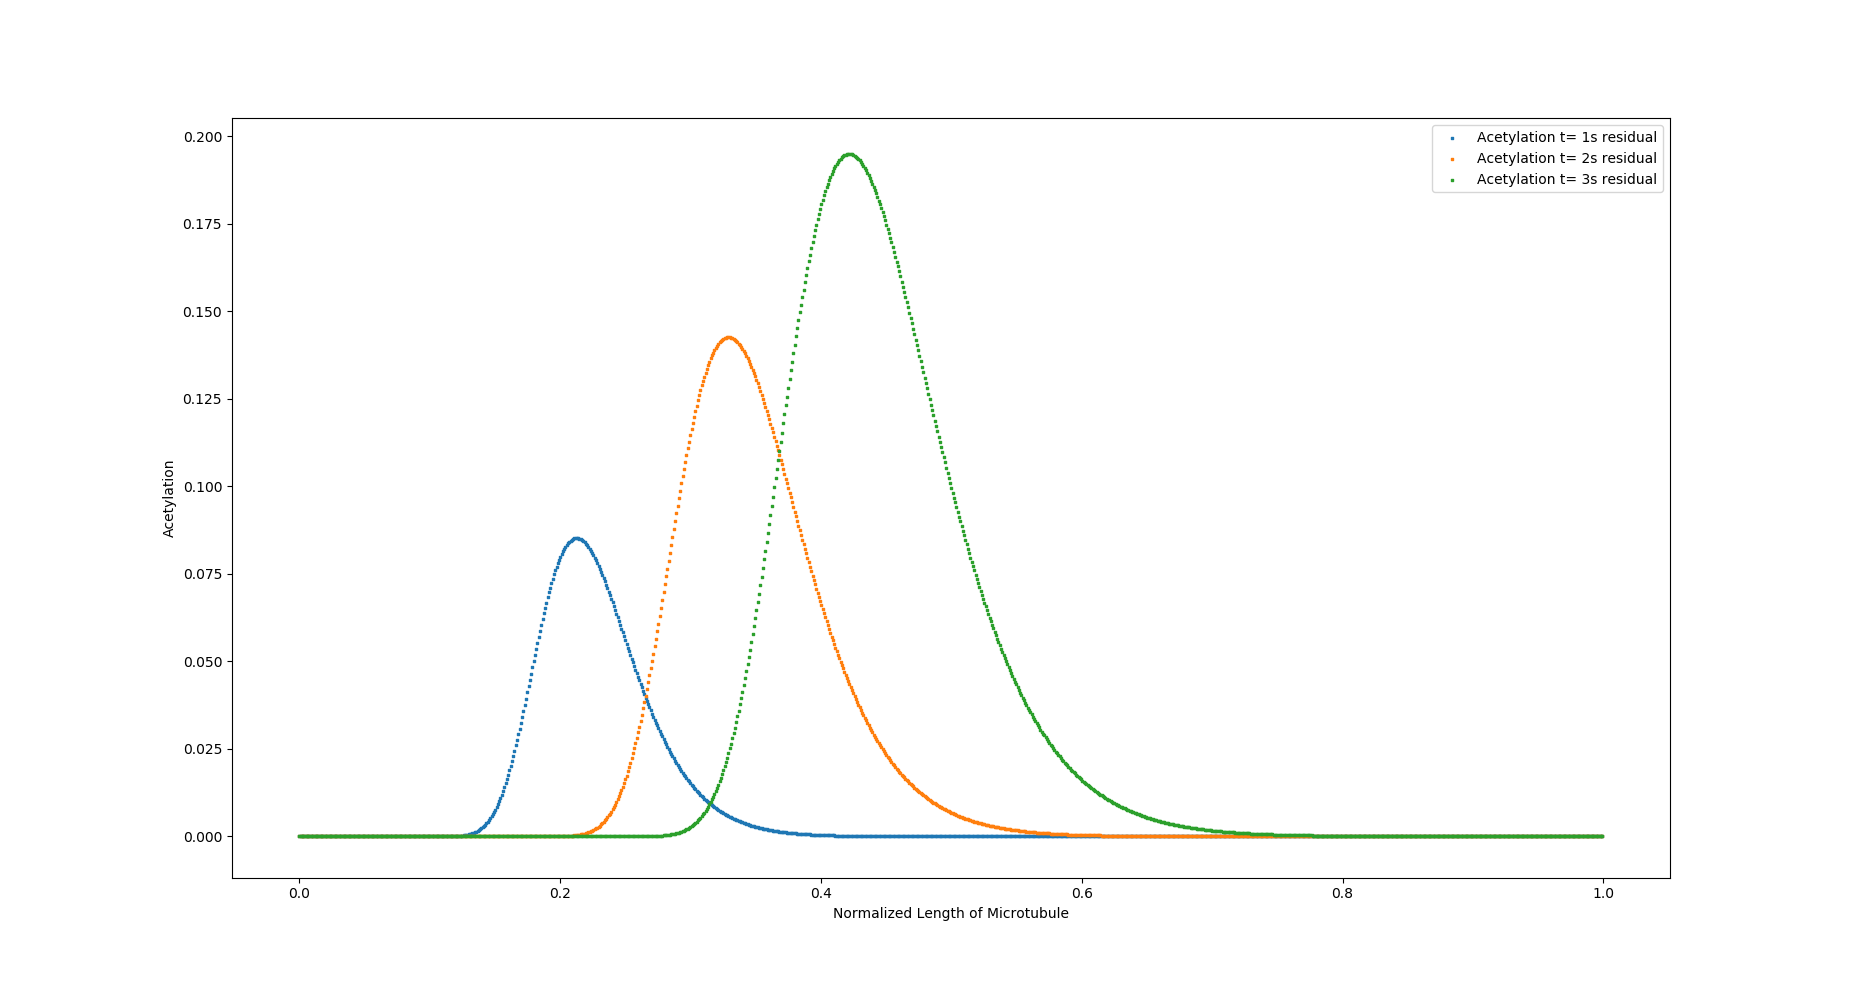 0.200
0.175
0.150
0.125
0.100
0.075
0.050
0.025
0.000
Acetylation
0.0 0.2 0.4 0.6 0.8 1.0
Normalized Length of Microtubule
Acetylation t= 1s residual
Acetylation t= 2s residual
Acetylation t= 3s residual